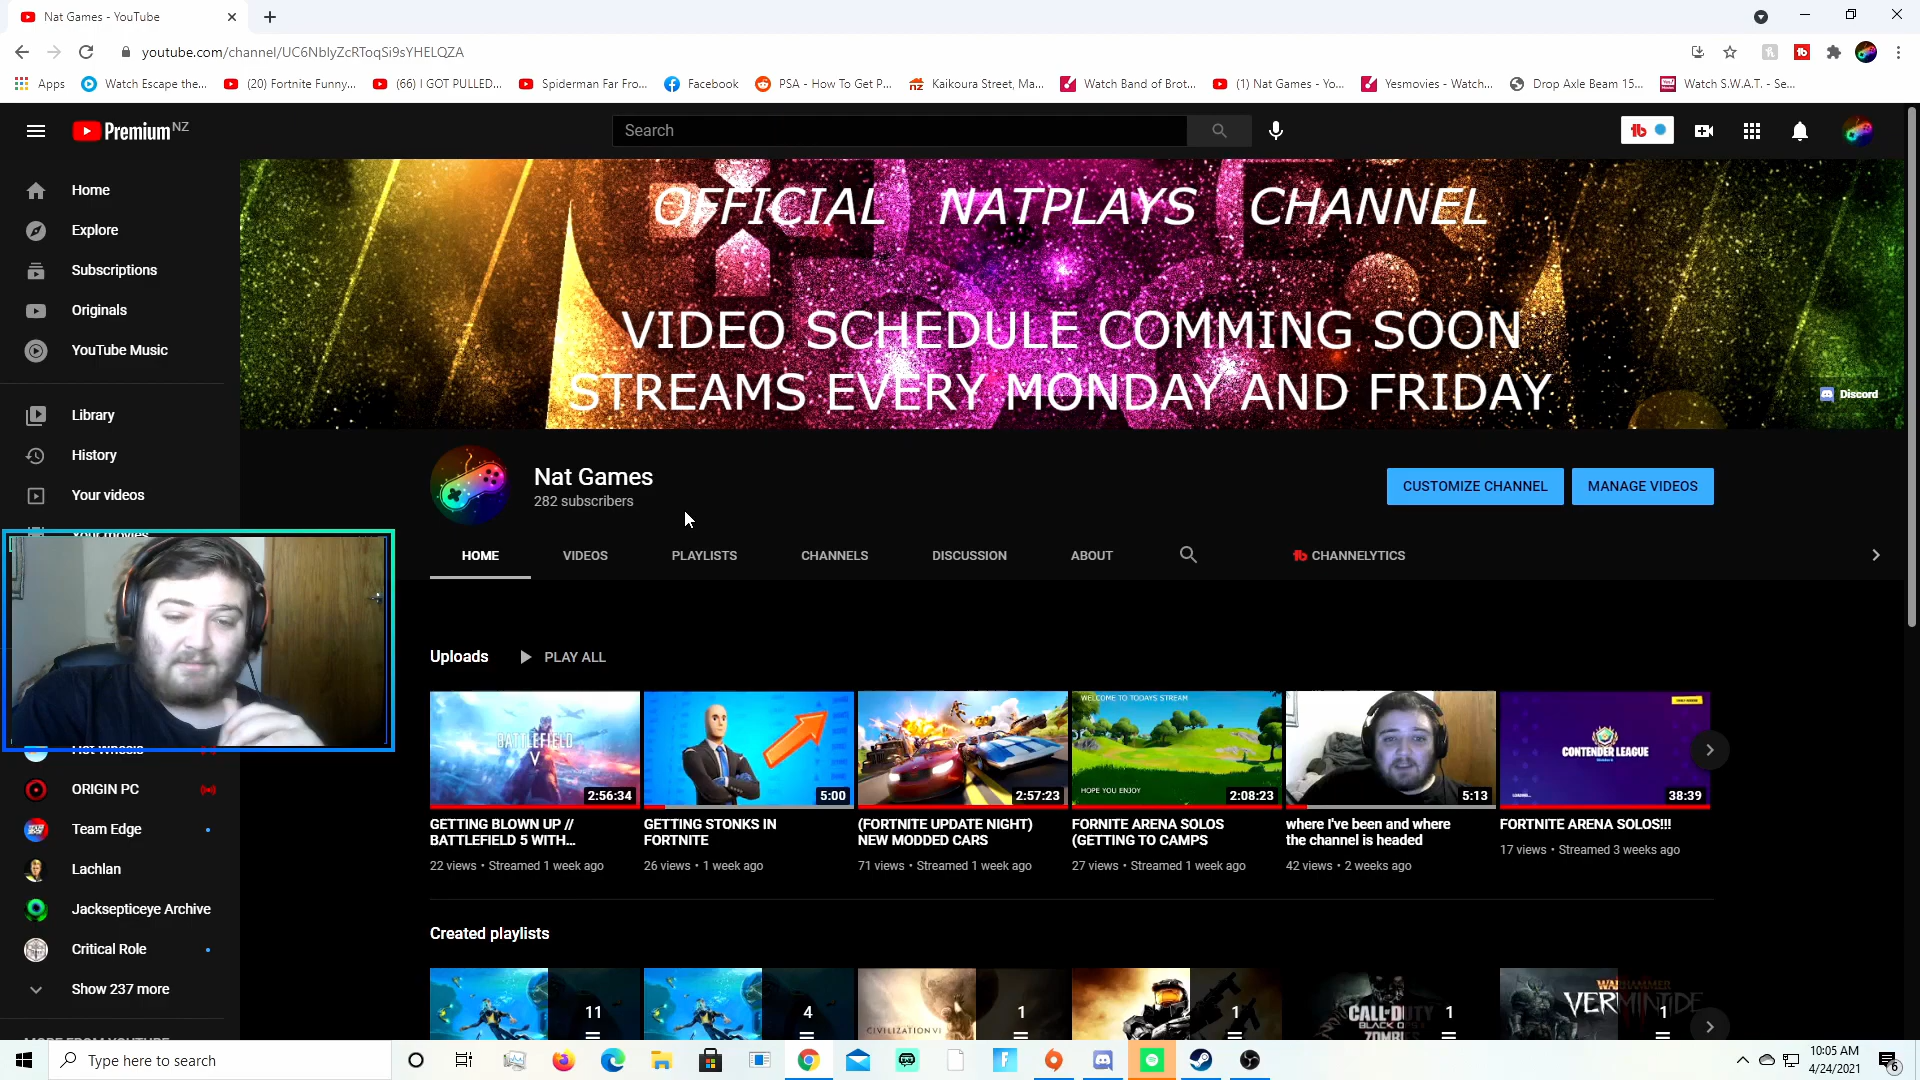 Nat Games - YouTube
youtube.com/channel/UC6NblyZcRToqSi9sYHELQZA
Apps
Watch Escape the...
(20) Fortnite Funny...
(66) I GOT PULLED...
Spiderman Far Fro...
Facebook
PSA - How To Get P...
Kaikoura Street, Ma...
Watch Band of Brot...
(1) Nat Games - Yo...
Yesmovies - Watch...
Drop Axle Beam 15...
Watch S.W.A.T. - Se...
Premium NZ
Search
Home
Explore
Subscriptions
Originals
YouTube Music
Library
History
Your videos
Your movies
ORIGIN PC
Team Edge
Lachlan
Jacksepticeye Archive
Critical Role
Show 237 more
MORE FROM YOUTUBE
OFFICIAL NATPLAYS CHANNEL
VIDEO SCHEDULE COMMING SOON
STREAMS EVERY MONDAY AND FRIDAY
Discord
Nat Games
282 subscribers
CUSTOMIZE CHANNEL
MANAGE VIDEOS
HOME
VIDEOS
PLAYLISTS
CHANNELS
DISCUSSION
ABOUT
CHANNELYTICS
Uploads
PLAY ALL
BATTLEFIELD
V
2:56:34
GETTING BLOWN UP //
BATTLEFIELD 5 WITH...
22 views • Streamed 1 week ago
5:00
GETTING STONKS IN
FORTNITE
26 views • 1 week ago
2:57:23
(FORTNITE UPDATE NIGHT)
NEW MODDED CARS
71 views • Streamed 1 week ago
WELCOME TO TODAYS STREAM
HOPE YOU ENJOY
2:08:23
FORNITE ARENA SOLOS
(GETTING TO CAMPS
27 views • Streamed 1 week ago
5:13
where I've been and where
the channel is headed
42 views • 2 weeks ago
CONTENDER LEAGUE
38:39
FORTNITE ARENA SOLOS!!!
17 views • Streamed 3 weeks ago
Created playlists
11
4
CIVILIZATION VI
1
1
CALL OF DUTY
BLACK OPS
ZOMBIES
1
WARHAMMER
VERMINTIDE
1
Type here to search
10:05 AM
4/24/2021
6